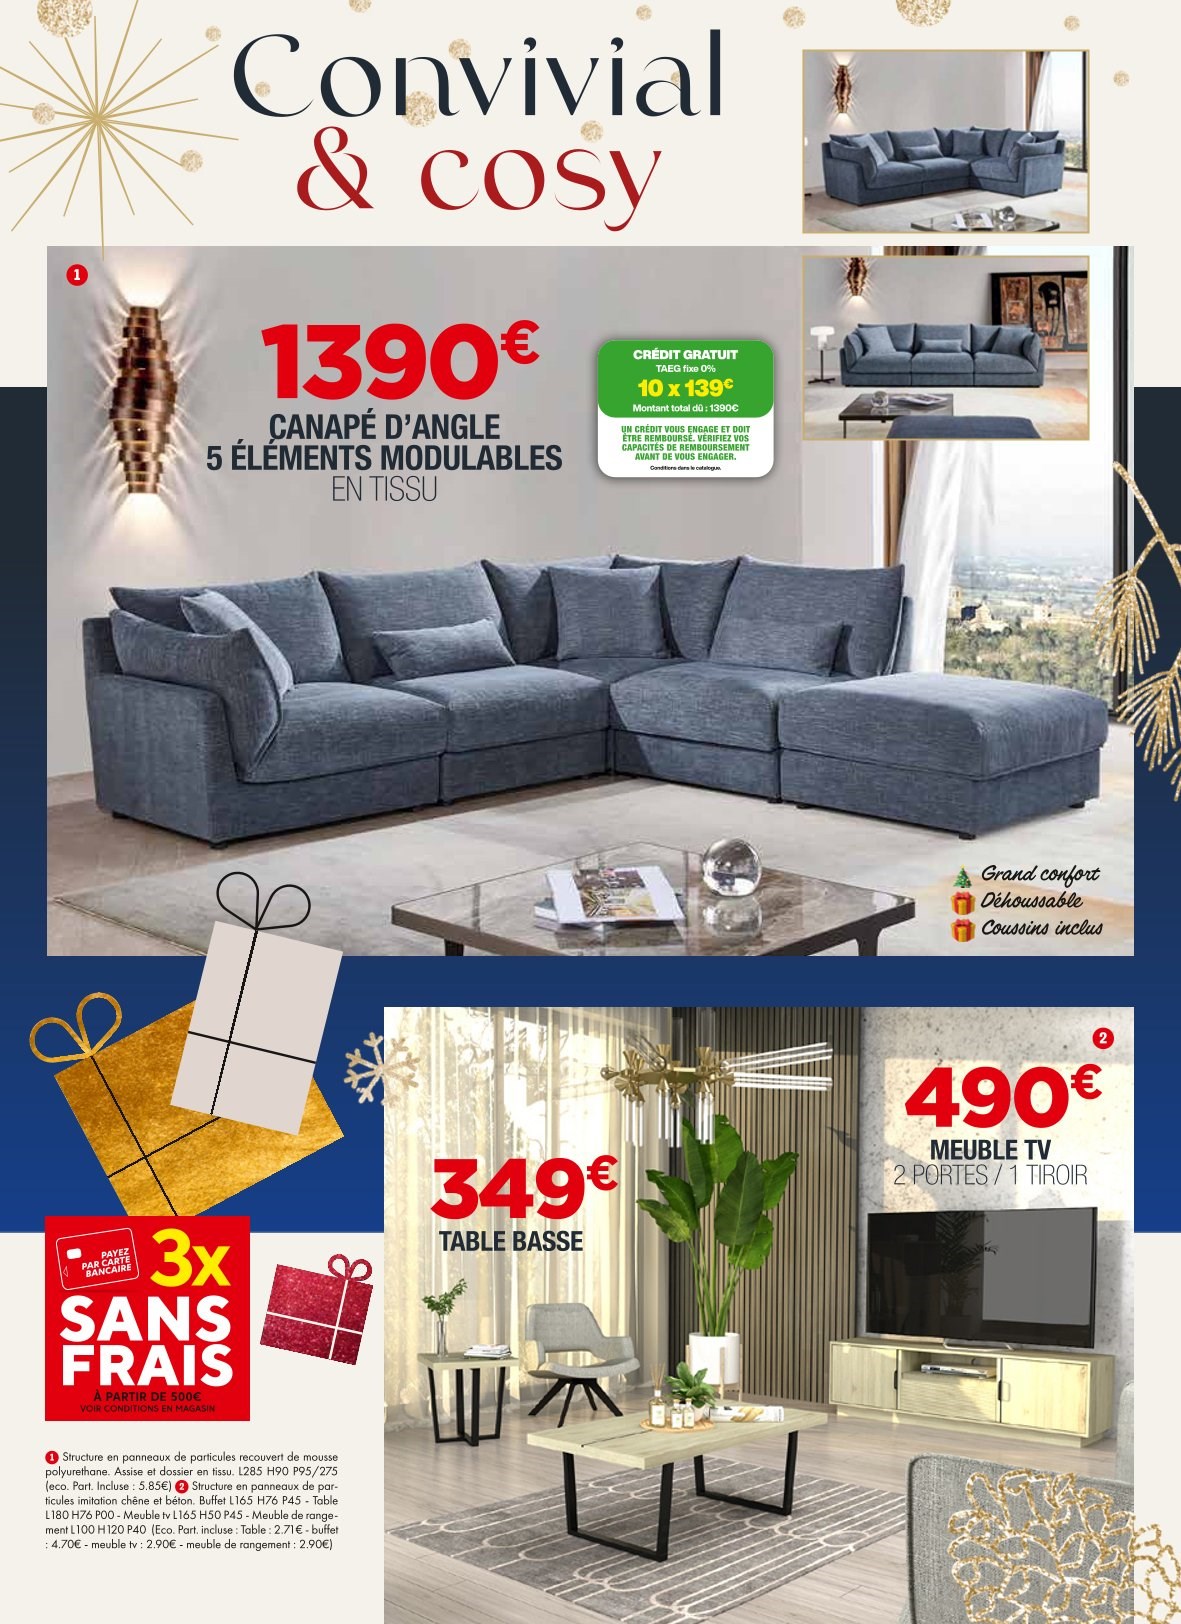 Convivial
& cosy
1
1390€
CANAPÉ D'ANGLE
5 ÉLÉMENTS MODULABLES
EN TISSU
CRÉDIT GRATUIT
TAEG fixe 0%
10 x 139€
Montant total dû : 1390€
UN CRÉDIT VOUS ENGAGE ET DOIT
ÊTRE REMBOURSÉ. VÉRIFIEZ VOS
CAPACITÉS DE REMBOURSEMENT
AVANT DE VOUS ENGAGER.
Conditions dans le catalogue.
Grand confort
Déhoussable
Coussins inclus
2
490€
MEUBLE TV
2 PORTES / 1 TIROIR
349€
TABLE BASSE
PAYEZ
PAR CARTE
BANCAIRE
3x
SANS
FRAIS
À PARTIR DE 500€
VOIR CONDITIONS EN MAGASIN
1 Structure en panneaux de particules recouvert de mousse
polyurethane. Assise et dossier en tissu. L285 H90 P95/275
(eco. Part. Incluse : 5.85€) 2 Structure en panneaux de par-
ticules imitation chêne et béton. Buffet L165 H76 P45 - Table
L180 H76 P00 - Meuble tv L165 H50 P45 - Meuble de range-
ment L100 H120 P40 (Eco. Part. incluse : Table : 2.71€ - buffet
: 4.70€ - meuble tv : 2.90€ - meuble de rangement : 2.90€)